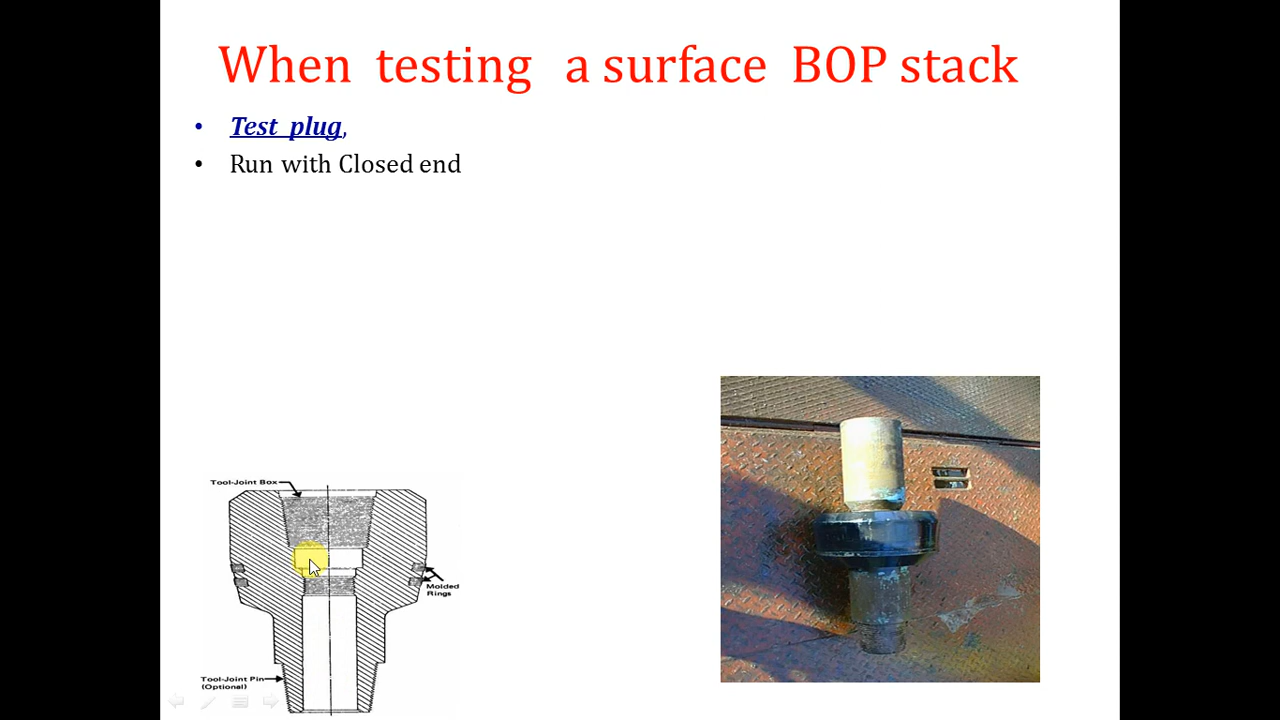 When testing a surface BOP stack
• Test plug,
• Run with Closed end
Tool-Joint Box
Molded
Rings
Tool-Joint Pin
(Optional)